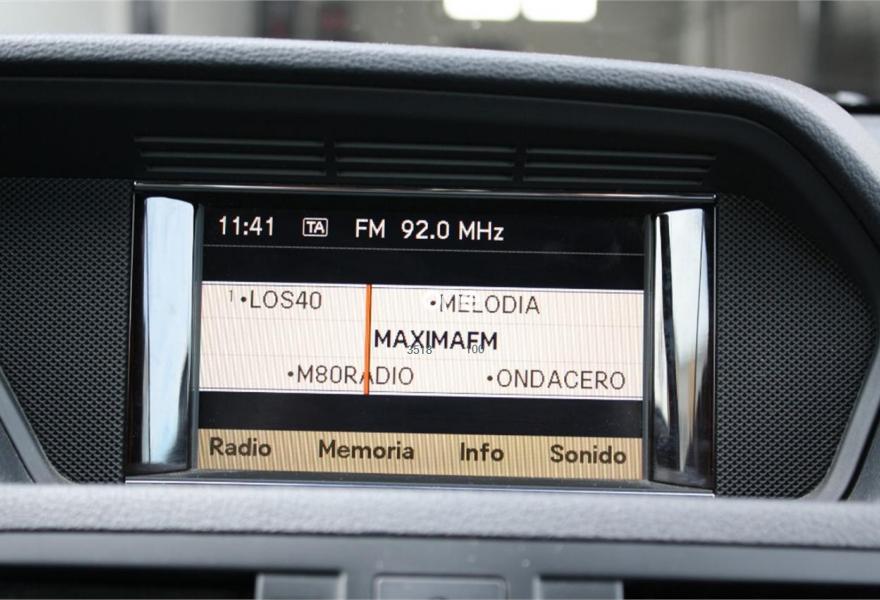 11:41 TA FM 92.0 MHz
1 •LOS40 •MELODIA
MAXIMAFM
3518 100
•M80RADIO •ONDACERO
Radio Memoria Info Sonido